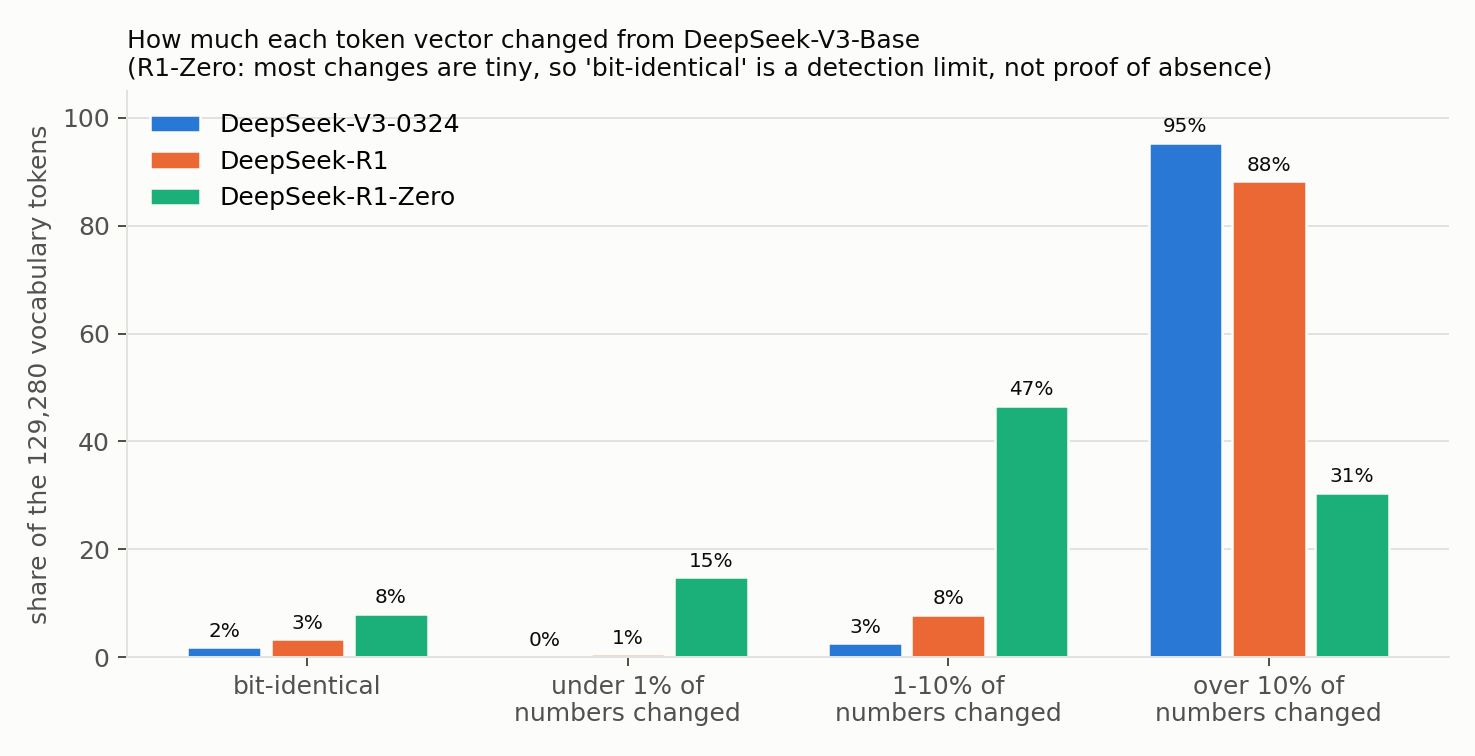 How much each token vector changed from DeepSeek-V3-Base
(R1-Zero: most changes are tiny, so 'bit-identical' is a detection limit, not proof of absence)
share of the 129,280 vocabulary tokens
100
80
60
40
20
0
DeepSeek-V3-0324
DeepSeek-R1
DeepSeek-R1-Zero
2%
3%
8%
0%
1%
15%
3%
8%
47%
95%
88%
31%
bit-identical
under 1% of
numbers changed
1-10% of
numbers changed
over 10% of
numbers changed